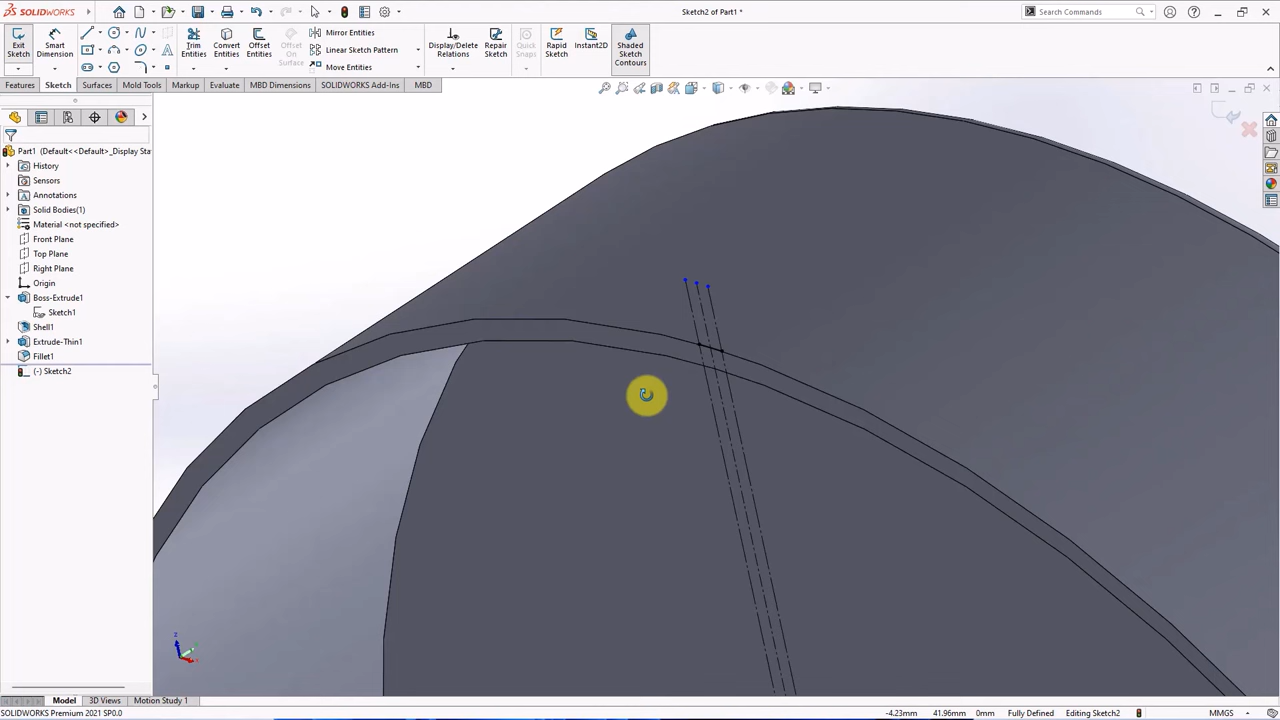 SOLIDWORKS
Sketch2 of Part1 *
Search Commands
Exit Sketch
Smart Dimension
Trim Entities
Convert Entities
Offset Entities
Offset On Surface
Mirror Entities
Linear Sketch Pattern
Move Entities
Display/Delete Relations
Repair Sketch
Quick Snaps
Rapid Sketch
Instant2D
Shaded Sketch Contours
Features
Sketch
Surfaces
Mold Tools
Markup
Evaluate
MBD Dimensions
SOLIDWORKS Add-Ins
MBD
Part1 (Default<<Default>_Display Sta
History
Sensors
Annotations
Solid Bodies(1)
Material <not specified>
Front Plane
Top Plane
Right Plane
Origin
Boss-Extrude1
Sketch1
Shell1
Extrude-Thin1
Fillet1
(-) Sketch2
z
x
Model
3D Views
Motion Study 1
SOLIDWORKS Premium 2021 SP0.0
-4.23mm
41.96mm
0mm
Fully Defined
Editing Sketch2
MMGS